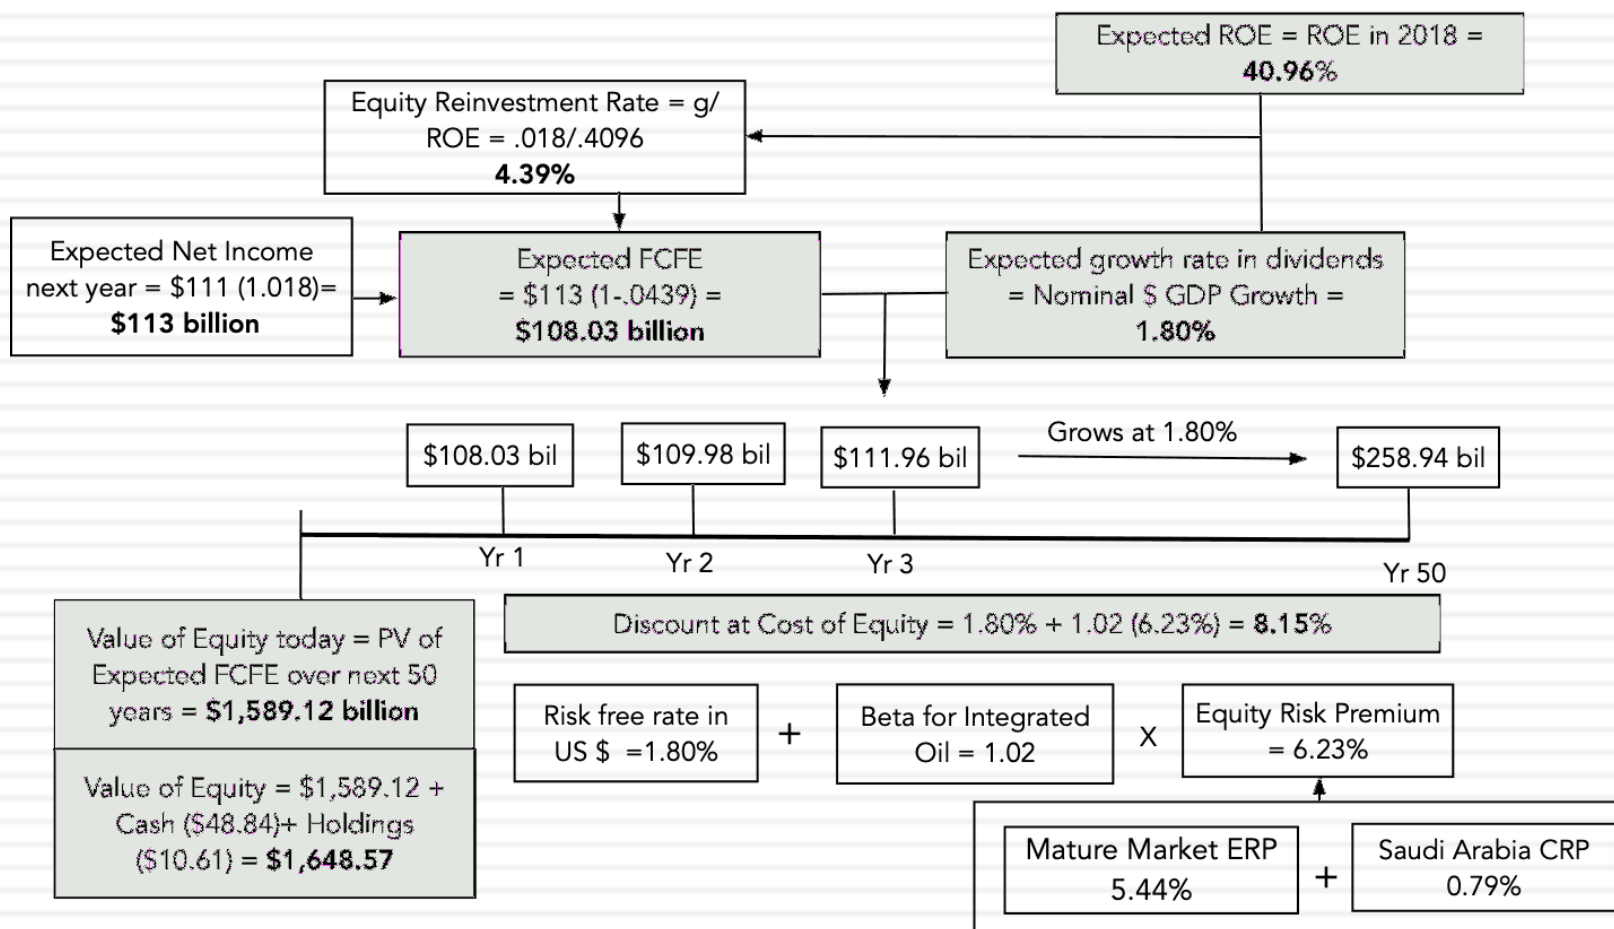 Expected ROE = ROE in 2018 =
40.96%
Equity Reinvestment Rate = g/
ROE = .018/.4096
4.39%
Expected Net Income
next year = $111 (1.018)=
$113 billion
Expected FCFE
= $113 (1-.0439) =
$108.03 billion
Expected growth rate in dividends
= Nominal $ GDP Growth =
1.80%
$108.03 bil
$109.98 bil
$111.96 bil
Grows at 1.80%
$258.94 bil
Yr 1
Yr 2
Yr 3
Yr 50
Value of Equity today = PV of
Expected FCFE over next 50
years = $1,589.12 billion
Discount at Cost of Equity = 1.80% + 1.02 (6.23%) = 8.15%
Risk free rate in
US $ =1.80%
+
Beta for Integrated
Oil = 1.02
X
Equity Risk Premium
= 6.23%
Value of Equity = $1,589.12 +
Cash ($48.84)+ Holdings
($10.61) = $1,648.57
Mature Market ERP
5.44%
+
Saudi Arabia CRP
0.79%